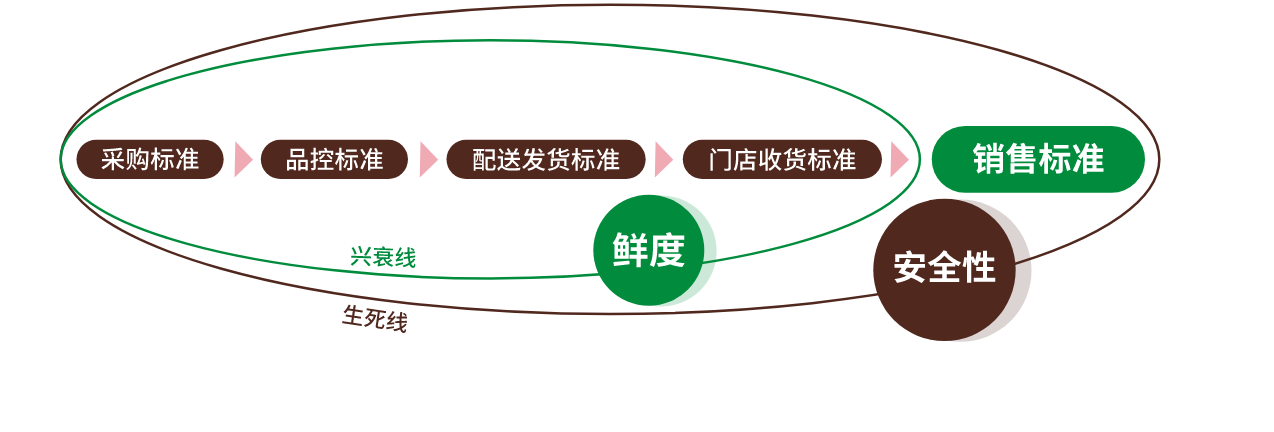 采购标准
品控标准
配送发货标准
门店收货标准
销售标准
鲜度
安全性
兴衰线
生死线